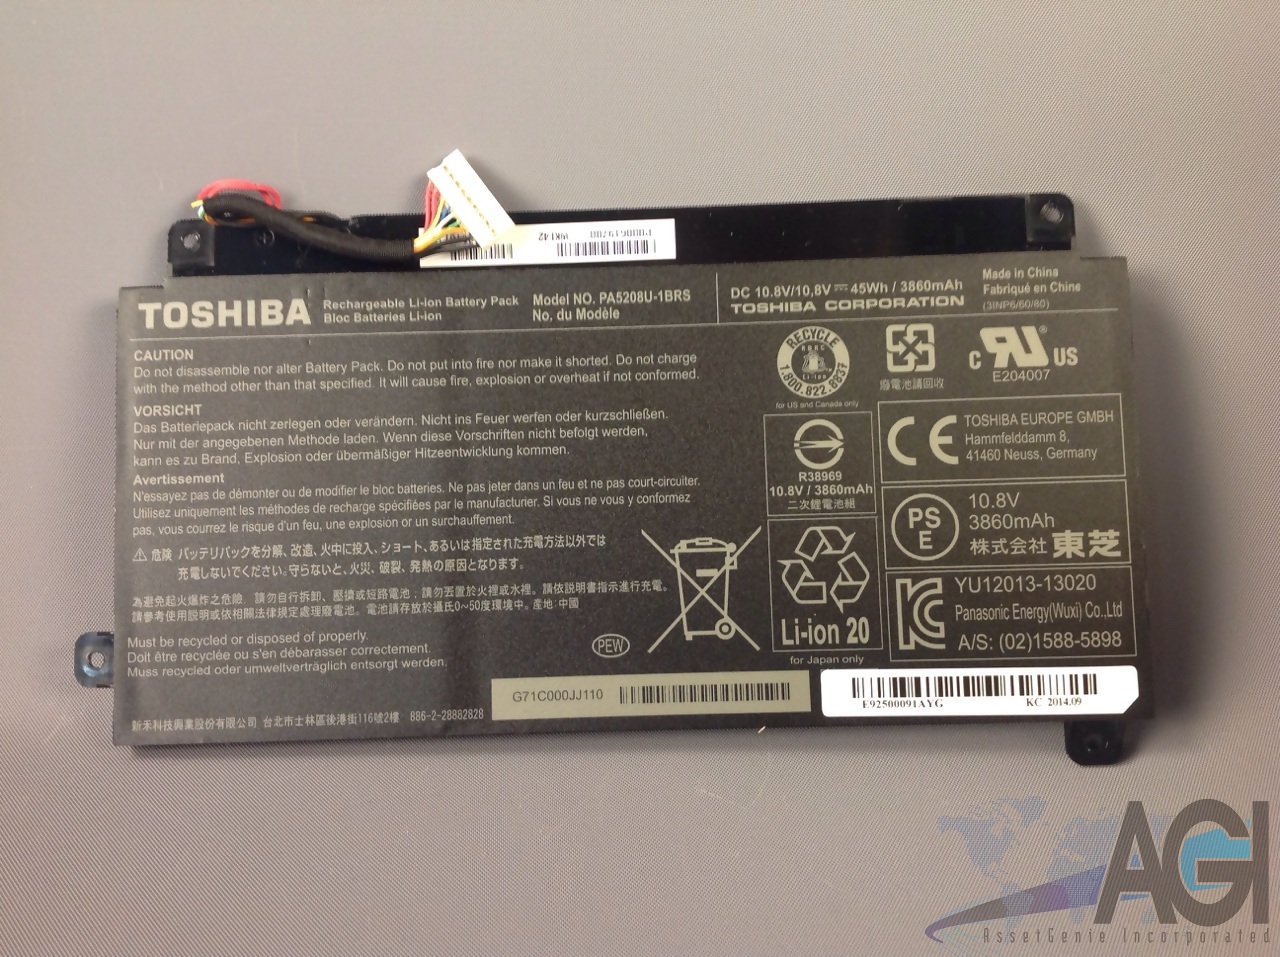 WK142
TOSHIBA
Rechargeable Li-Ion Battery Pack
Bloc Batteries Li-ion
Model NO. PA5208U-1BRS
No. du Modèle
DC 10.8V/10,8V ⎓ 45Wh / 3860mAh
TOSHIBA CORPORATION
Made in China
Fabriqué en Chine
(3INP6/60/80)
CAUTION
Do not disassemble nor alter Battery Pack. Do not put into fire nor make it shorted. Do not charge
with the method other than that specified. It will cause fire, explosion or overheat if not conformed.
VORSICHT
Das Batteriepack nicht zerlegen oder verändern. Nicht ins Feuer werfen oder kurzschließen.
Nur mit der angegebenen Methode laden. Wenn diese Vorschriften nicht befolgt werden,
kann es zu Brand, Explosion oder übermäßiger Hitzeentwicklung kommen.
Avertissement
N'essayez pas de démonter ou de modifier le bloc batteries. Ne pas jeter dans un feu et ne pas court-circuiter.
Utilisez uniquement les méthodes de recharge spécifiées par le manufacturier. Si vous ne vous y conformez
pas, vous courrez le risque d'un feu, une explosion or un surchauffement.
⚠ 危険 バッテリパックを分解、改造、火中に投入、ショート、あるいは指定された充電方法以外では
充電しないでください。守らないと、火災、破裂、発熱の原因となります。
為避免起火爆炸之危險，請勿自行拆卸、壓擠或短路電池；請勿丟置於火裡或水裡。請依説明書指示進行充電。
請參考使用説明或依相關法律規定處理廢電池。電池請存放於攝氏0~50度環境中。產地:中國
Must be recycled or disposed of properly.
Doit être recyclée ou s'en débarasser correctement.
Muss recycled oder umweltverträglich entsorgt werden.
新禾科技興業股份有限公司 台北市士林區後港街116號2樓 886-2-28882828
PEW
G71C000JJ110
RECYCLE
RBRC
Li-ion
1.800.822.8837
for US and Canada only
廢電池請回收
C RU ® US
E204007
R38969
10.8V / 3860mAh
二次鋰電池組
CE
TOSHIBA EUROPE GMBH
Hammfelddamm 8,
41460 Neuss, Germany
PS
E
10.8V
3860mAh
株式会社 東芝
Li-ion 20
for Japan only
KC
YU12013-13020
Panasonic Energy(Wuxi) Co.,Ltd
A/S: (02)1588-5898
E92500091AYG
KC 2014.09
AGI
AssetGenie Incorporated